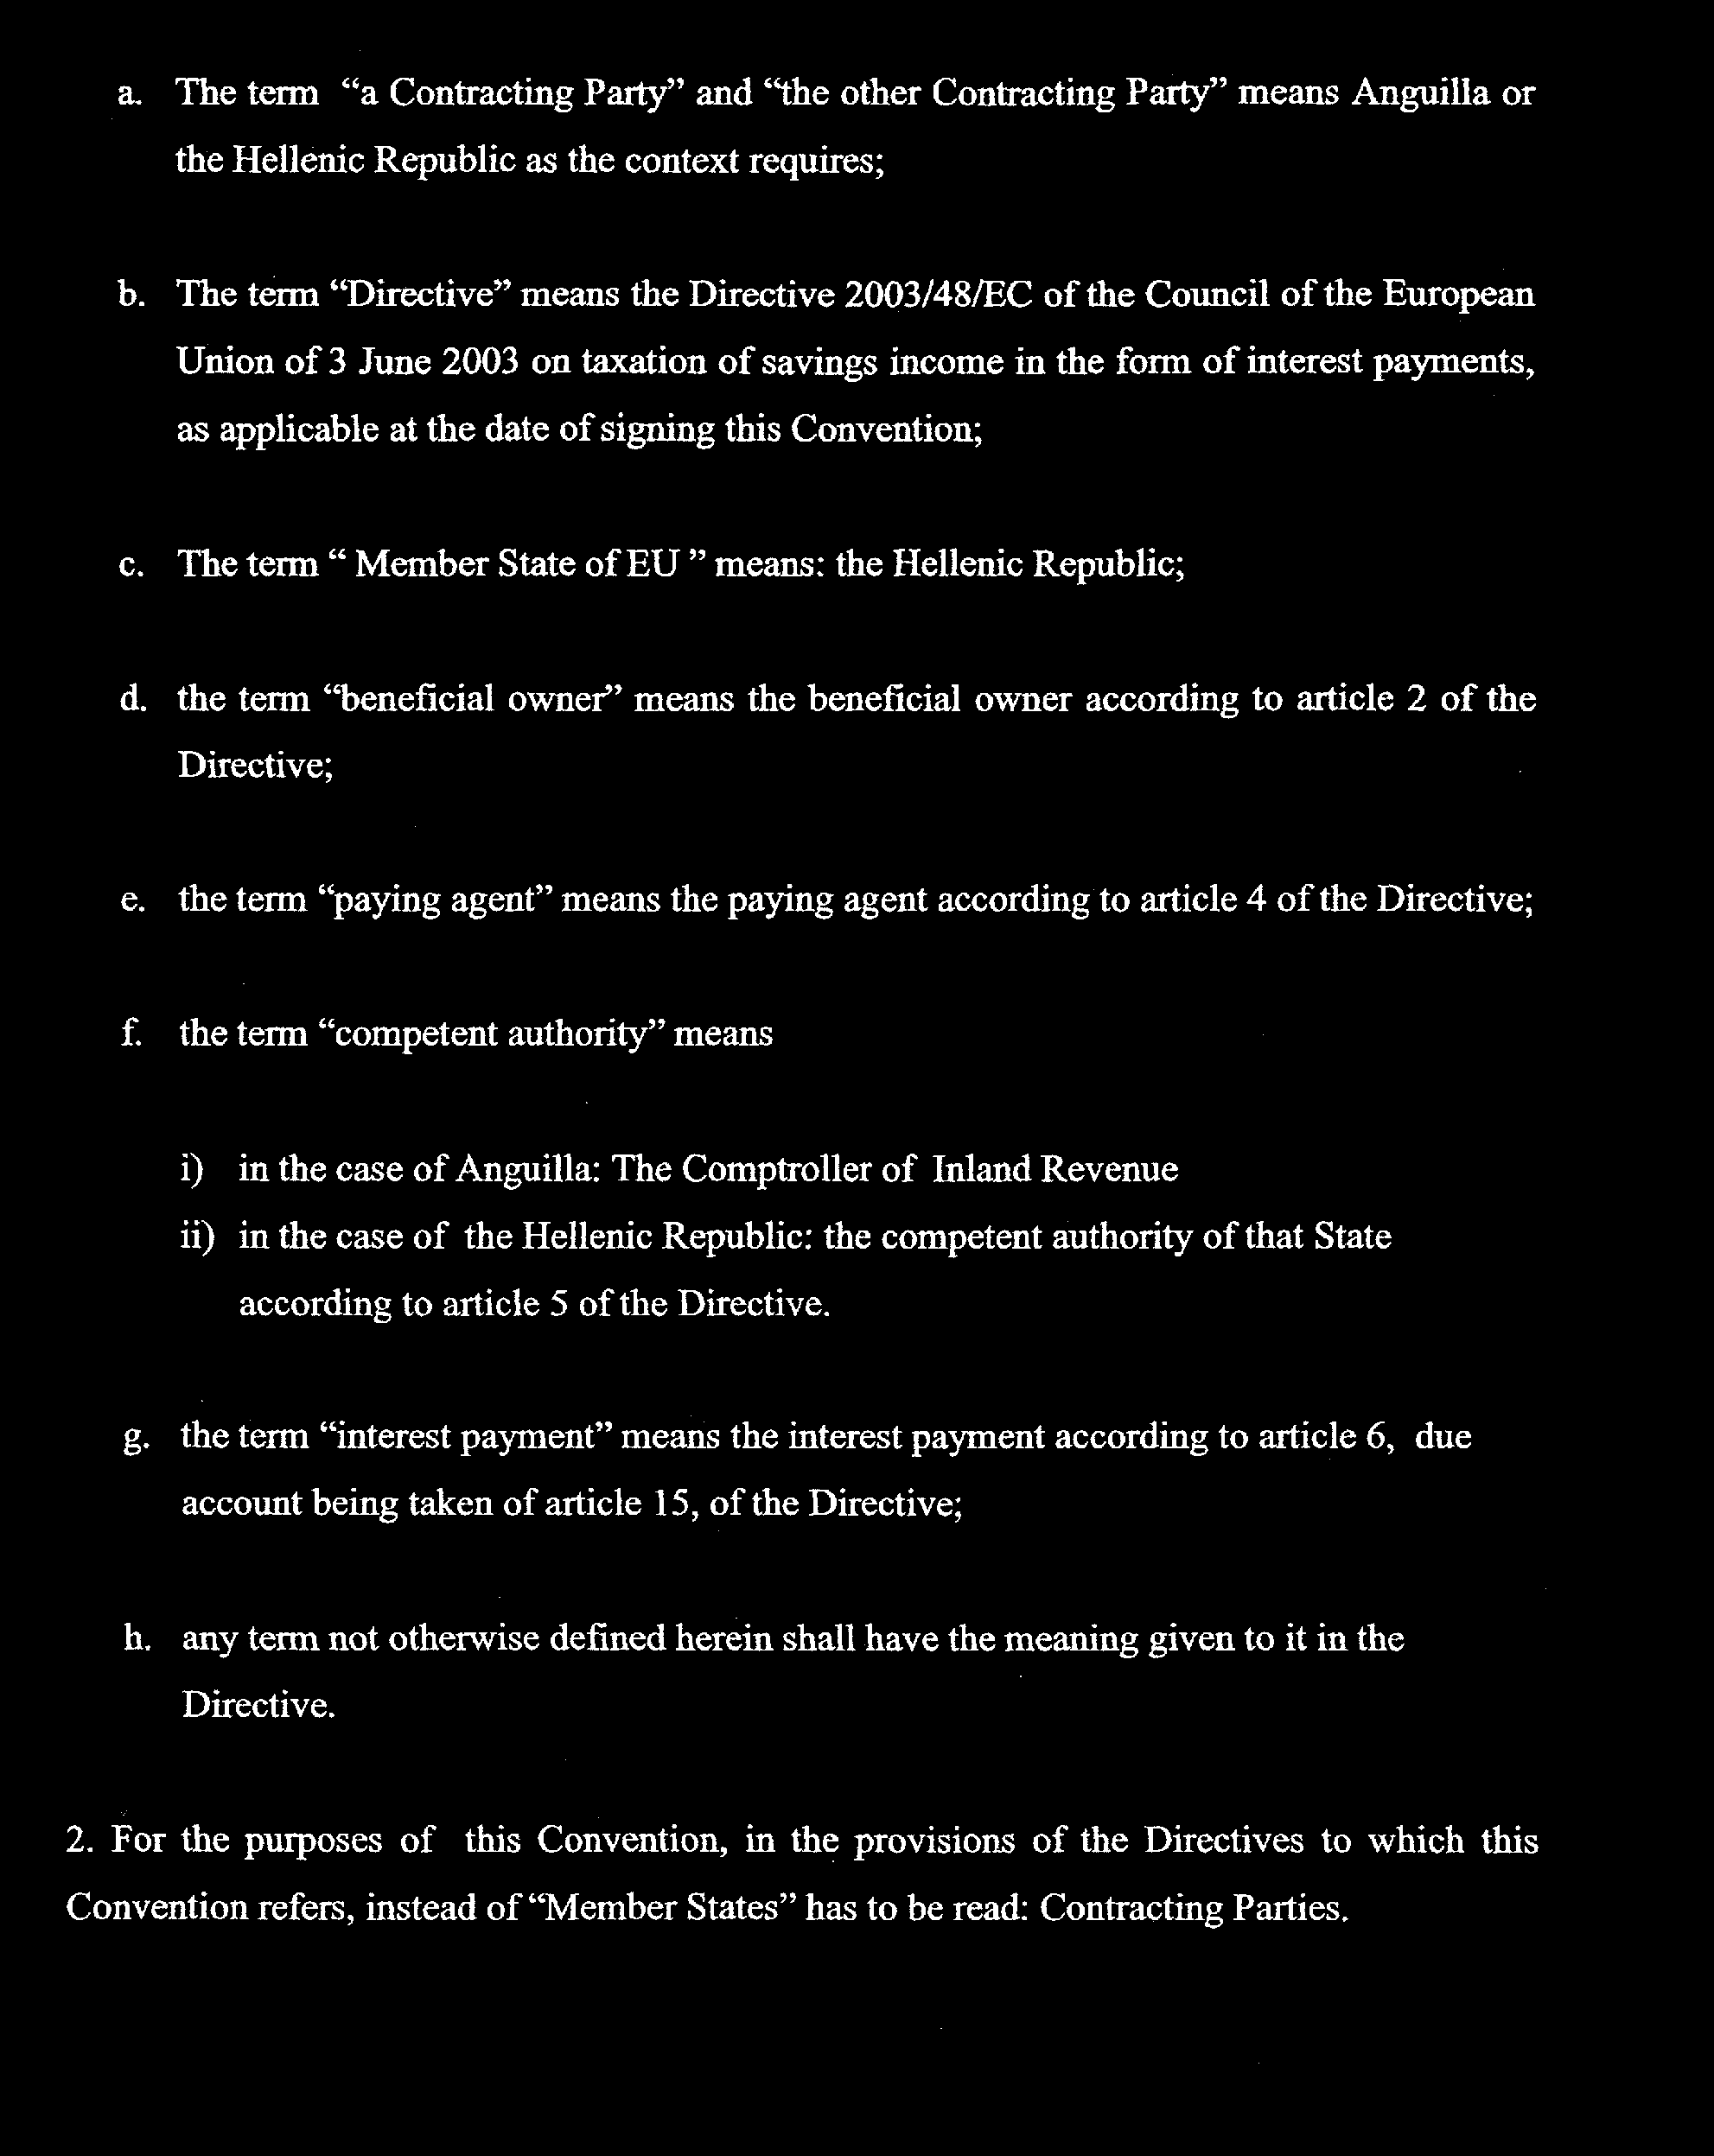 a. The term “a Contracting Party” and “the other Contracting Party” means Anguilla or
the Hellenic Republic as the context requires;
b. The term “Directive” means the Directive 2003/48/EC of the Council of the European
Union of 3 June 2003 on taxation of savings income in the form of interest payments,
as applicable at the date of signing this Convention;
c. The term “ Member State of EU ” means: the Hellenic Republic;
d. the term “beneficial owner” means the beneficial owner according to article 2 of the
Directive;
e. the term “paying agent” means the paying agent according to article 4 of the Directive;
f. the term “competent authority” means
i) in the case of Anguilla: The Comptroller of Inland Revenue
ii) in the case of the Hellenic Republic: the competent authority of that State
according to article 5 of the Directive.
g. the term “interest payment” means the interest payment according to article 6, due
account being taken of article 15, of the Directive;
h. any term not otherwise defined herein shall have the meaning given to it in the
Directive.
2. For the purposes of this Convention, in the provisions of the Directives to which this
Convention refers, instead of “Member States” has to be read: Contracting Parties.